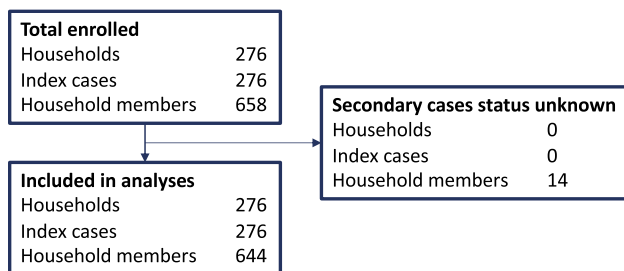 Total enrolled
Households 276
Index cases 276
Household members 658
Secondary cases status unknown
Households 0
Index cases 0
Household members 14
Included in analyses
Households 276
Index cases 276
Household members 644